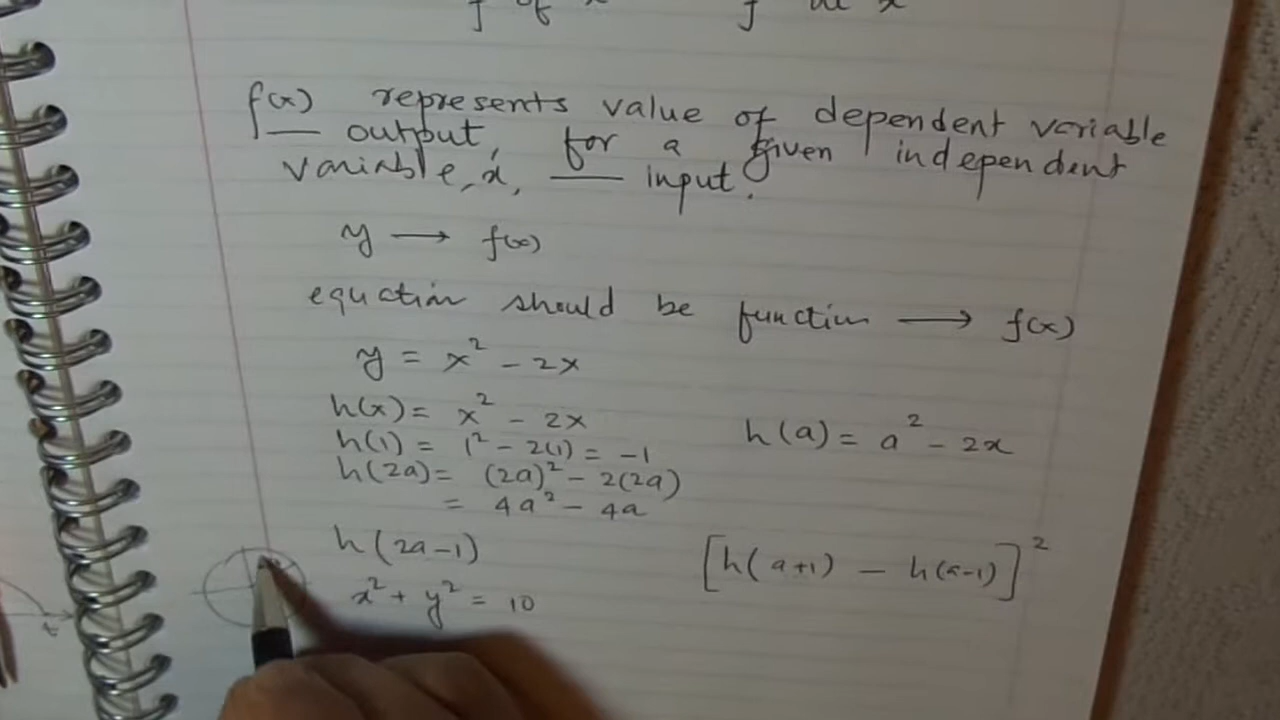 f(x) represents value of dependent variable
— output, for a given independent
variable, x, — input.
y → f(x)
equation should be function → f(x)
y = x² - 2x
h(x) = x² - 2x
h(a) = a² - 2x
h(1) = 1² - 2(1) = -1
h(2a) = (2a)² - 2(2a)
= 4a² - 4a
h(2a-1)
[h(a+1) - h(a-1)]²
x² + y² = 10
t